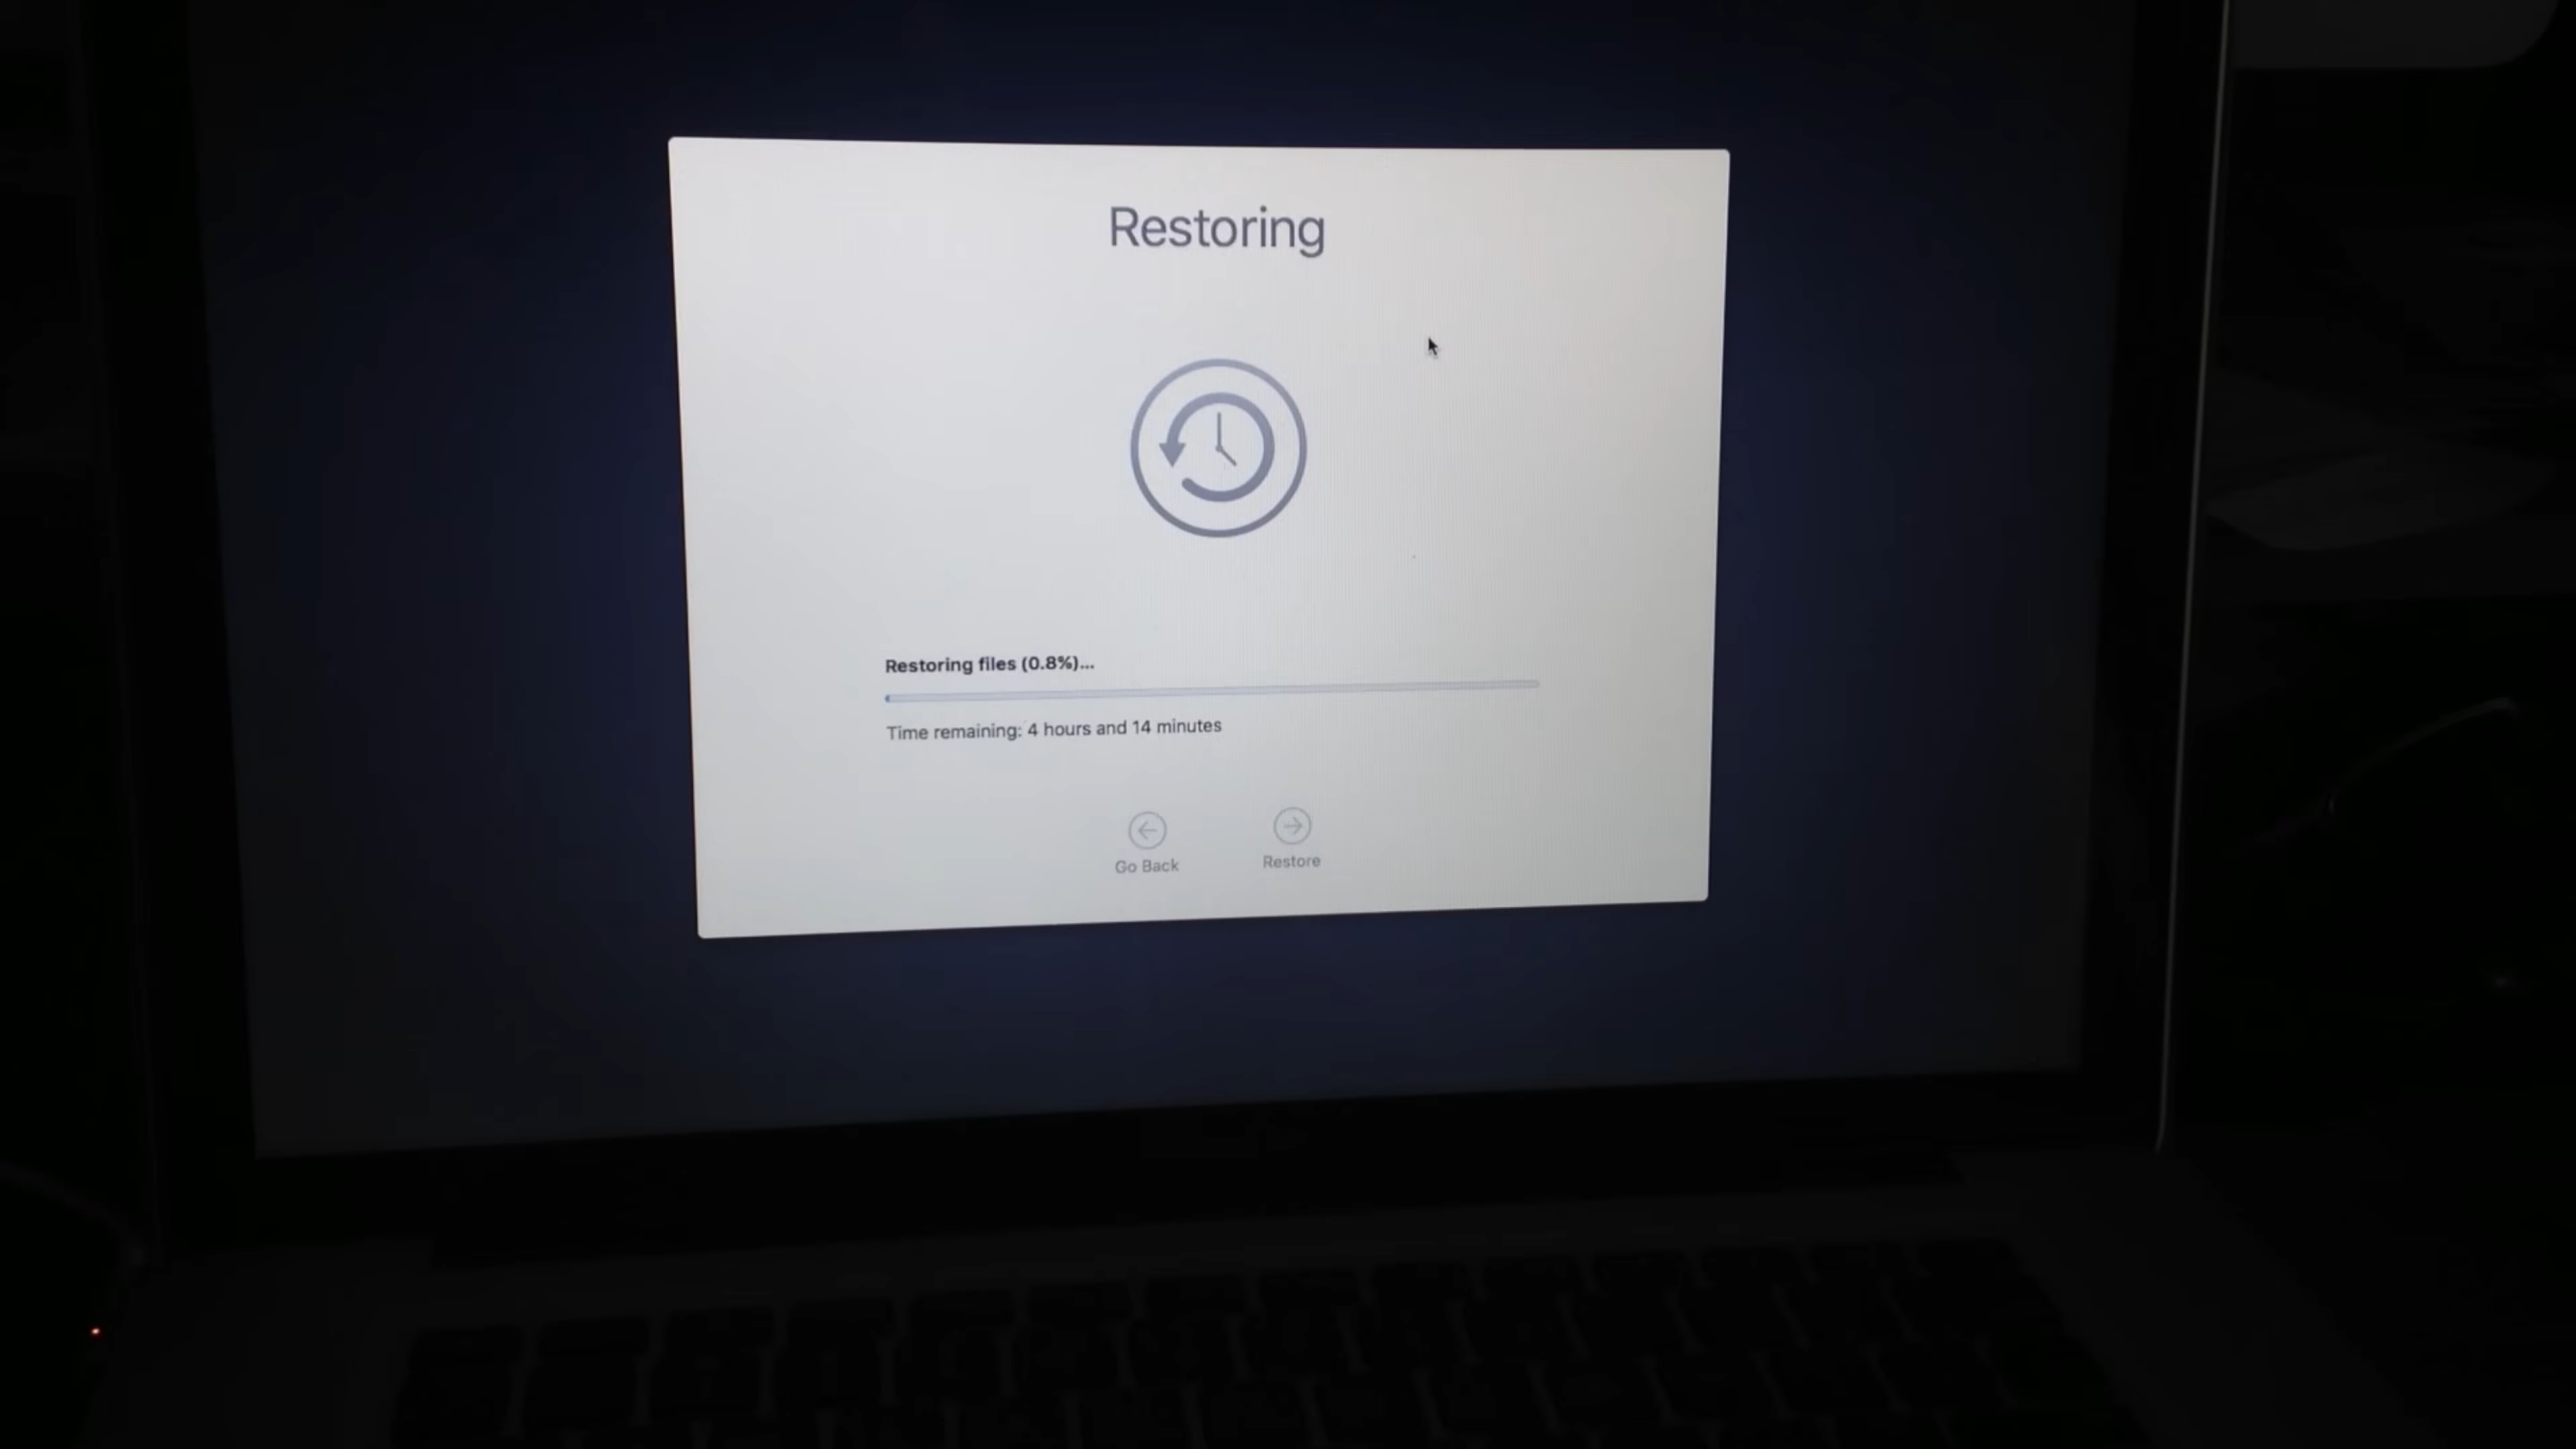 Restoring
Restoring files (0.8%)...
Time remaining: 4 hours and 14 minutes
Go Back
Restore